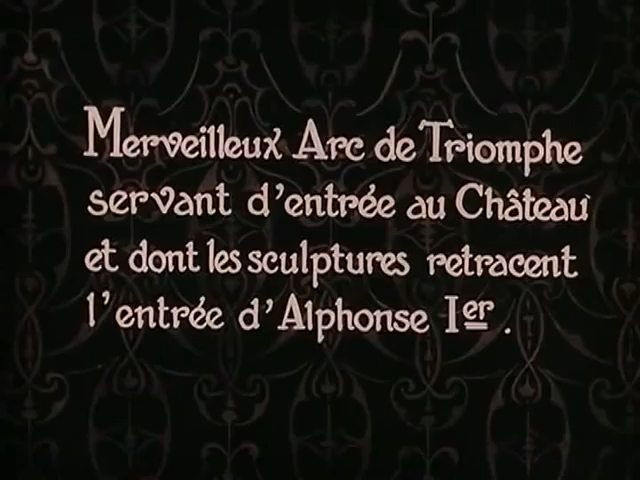 Merveilleux Arc de Triomphe
servant d'entrée au Château
et dont les sculptures retracent
l'entrée d'Alphonse Ier.